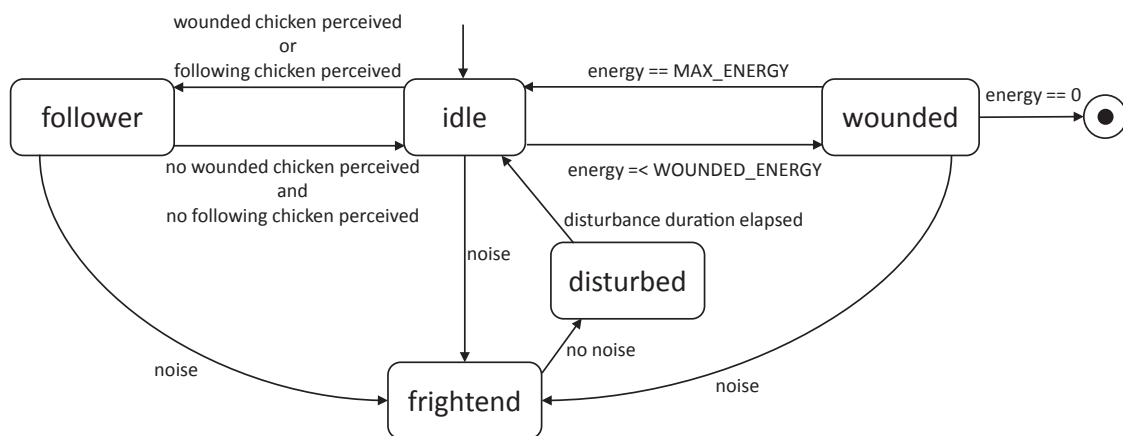 wounded chicken perceived
or
following chicken perceived
energy == MAX_ENERGY
energy == 0
follower
idle
wounded
no wounded chicken perceived
and
no following chicken perceived
energy =< WOUNDED_ENERGY
disturbance duration elapsed
noise
disturbed
no noise
noise
noise
frightend